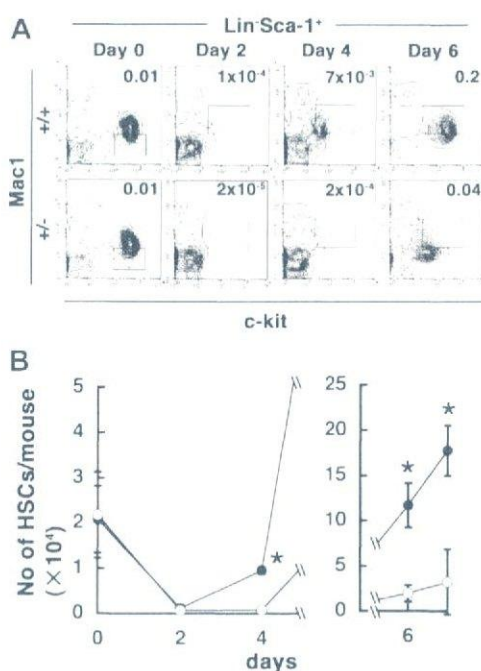 A
Lin⁻Sca-1⁺
Day 0 Day 2 Day 4 Day 6
0.01 1x10⁻⁴ 7x10⁻³ 0.2
+/+
0.01 2x10⁻⁵ 2x10⁻⁴ 0.04
+/-
Mac1
c-kit
B
No of HSCs/mouse
(×10⁴)
5 25
4 20
3 15
2 10
1 5
0 0
★ ★ ★
0 2 4 6
days